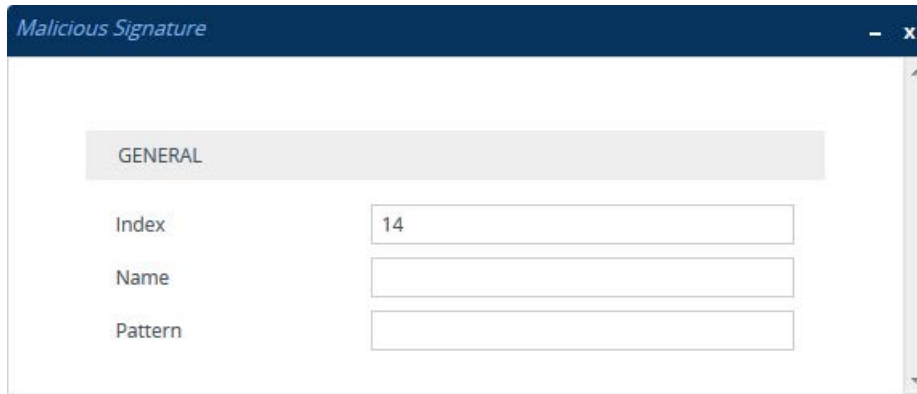 Malicious Signature – x
GENERAL
Index 14
Name
Pattern